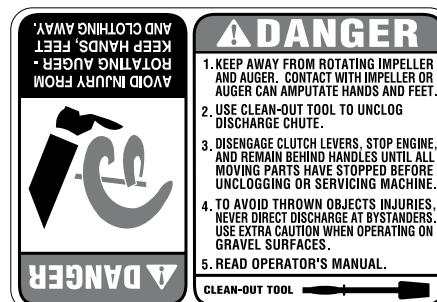 DANGER
AVOID INJURY FROM
ROTATING AUGER -
KEEP HANDS, FEET
AND CLOTHING AWAY.
DANGER
1. KEEP AWAY FROM ROTATING IMPELLER
AND AUGER. CONTACT WITH IMPELLER OR
AUGER CAN AMPUTATE HANDS AND FEET.
2. USE CLEAN-OUT TOOL TO UNCLOG
DISCHARGE CHUTE.
3. DISENGAGE CLUTCH LEVERS, STOP ENGINE,
AND REMAIN BEHIND HANDLES UNTIL ALL
MOVING PARTS HAVE STOPPED BEFORE
UNCLOGGING OR SERVICING MACHINE.
4. TO AVOID THROWN OBJECTS INJURIES,
NEVER DIRECT DISCHARGE AT BYSTANDERS.
USE EXTRA CAUTION WHEN OPERATING ON
GRAVEL SURFACES.
5. READ OPERATOR'S MANUAL.
CLEAN-OUT TOOL